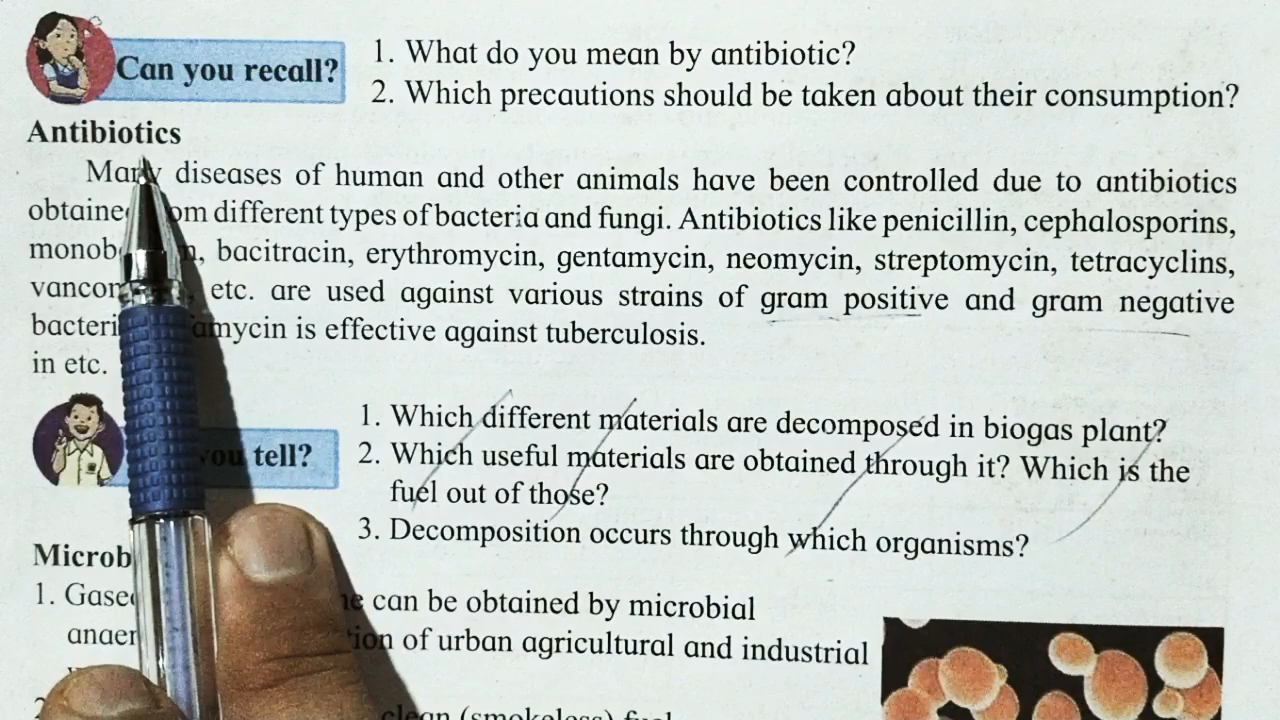 Can you recall?
1. What do you mean by antibiotic?
2. Which precautions should be taken about their consumption?
Antibiotics
Many diseases of human and other animals have been controlled due to antibiotics
different types of bacteria and fungi. Antibiotics like penicillin, cephalosporins,
bacitracin, erythromycin, gentamycin, neomycin, streptomycin, tetracyclins,
etc. are used against various strains of gram positive and gram negative
is effective against tuberculosis.
in etc.
tell?
1. Which different materials are decomposed in biogas plant?
2. Which useful materials are obtained through it? Which is the
fuel out of those?
3. Decomposition occurs through which organisms?
1.
can be obtained by microbial
of urban agricultural and industrial
clean (smokeless) fuel